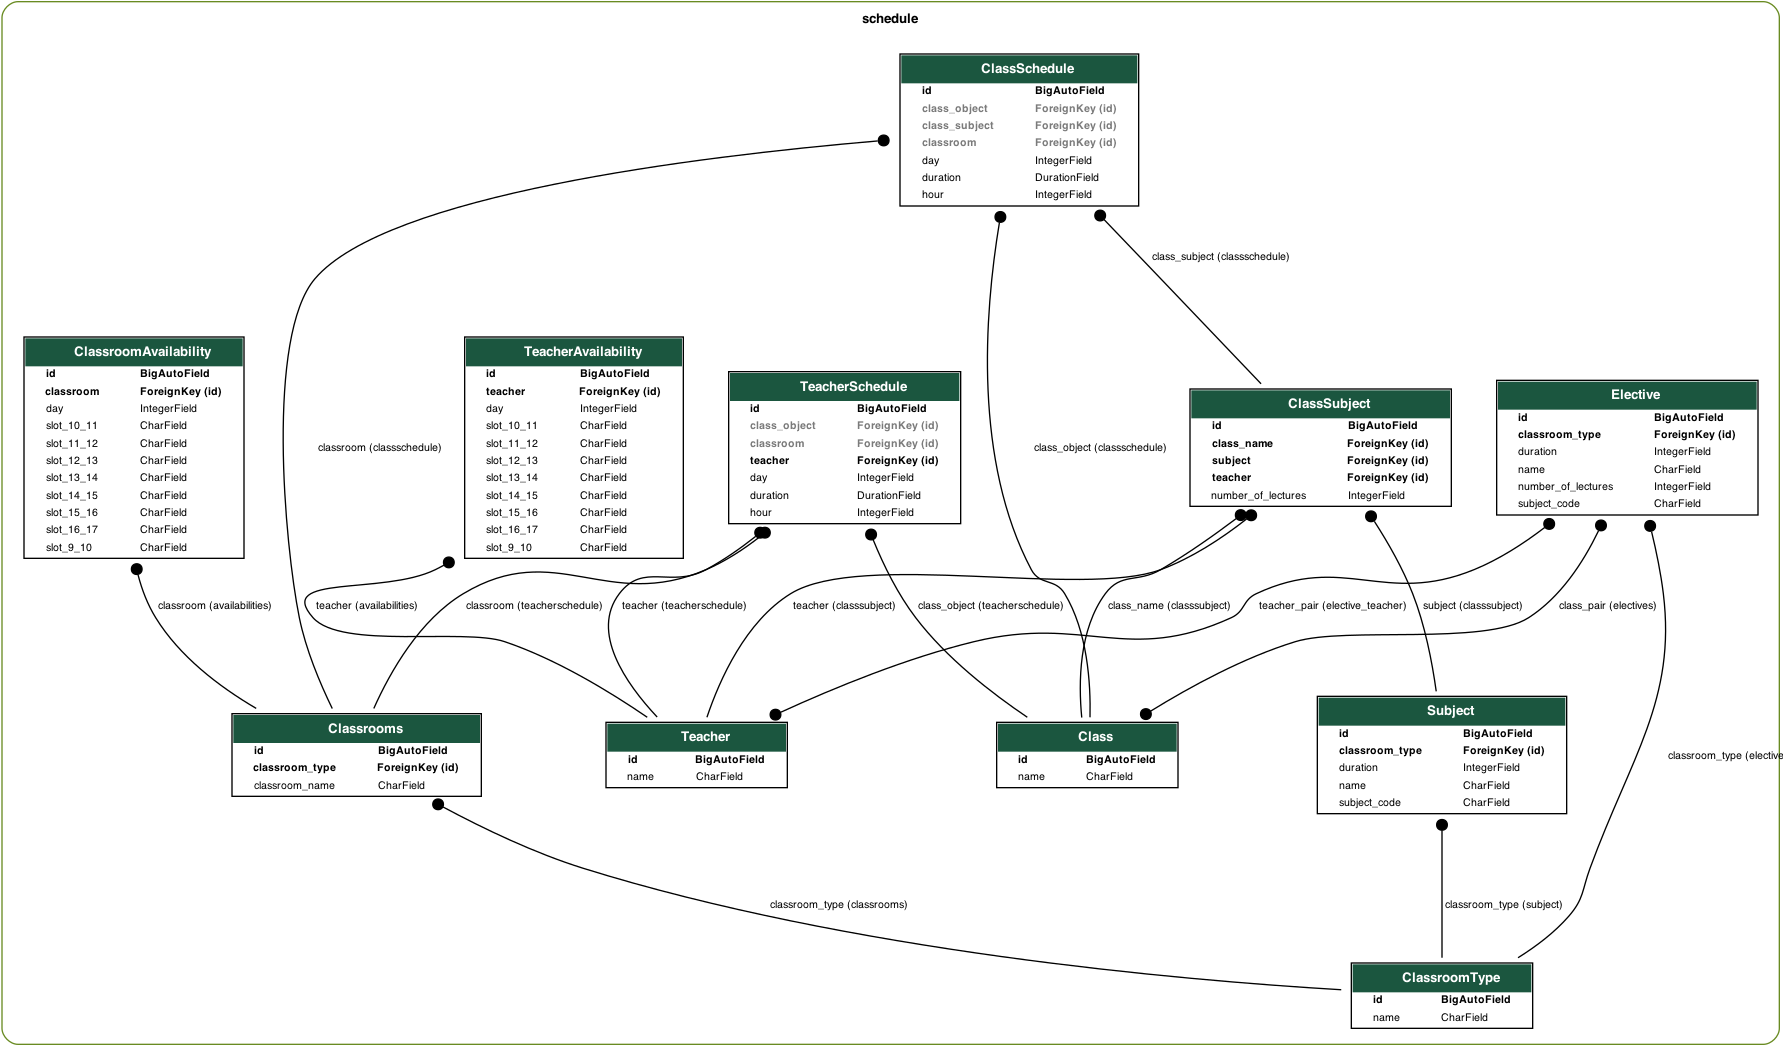 schedule
ClassSchedule
id BigAutoField
class_object ForeignKey (id)
class_subject ForeignKey (id)
classroom ForeignKey (id)
day IntegerField
duration DurationField
hour IntegerField
class_subject (classschedule)
ClassroomAvailability
id BigAutoField
classroom ForeignKey (id)
day IntegerField
slot_10_11 CharField
slot_11_12 CharField
slot_12_13 CharField
slot_13_14 CharField
slot_14_15 CharField
slot_15_16 CharField
slot_16_17 CharField
slot_9_10 CharField
classroom (classschedule)
TeacherAvailability
id BigAutoField
teacher ForeignKey (id)
day IntegerField
slot_10_11 CharField
slot_11_12 CharField
slot_12_13 CharField
slot_13_14 CharField
slot_14_15 CharField
slot_15_16 CharField
slot_16_17 CharField
slot_9_10 CharField
TeacherSchedule
id BigAutoField
class_object ForeignKey (id)
classroom ForeignKey (id)
teacher ForeignKey (id)
day IntegerField
duration DurationField
hour IntegerField
class_object (classschedule)
ClassSubject
id BigAutoField
class_name ForeignKey (id)
subject ForeignKey (id)
teacher ForeignKey (id)
number_of_lectures IntegerField
Elective
id BigAutoField
classroom_type ForeignKey (id)
duration IntegerField
name CharField
number_of_lectures IntegerField
subject_code CharField
classroom (availabilities)
teacher (availabilities)
classroom (teacherschedule)
teacher (teacherschedule)
teacher (classsubject)
class_object (teacherschedule)
class_name (classsubject)
teacher_pair (elective_teacher)
subject (classsubject)
class_pair (electives)
Classrooms
id BigAutoField
classroom_type ForeignKey (id)
classroom_name CharField
Teacher
id BigAutoField
name CharField
Class
id BigAutoField
name CharField
Subject
id BigAutoField
classroom_type ForeignKey (id)
duration IntegerField
name CharField
subject_code CharField
classroom_type (elective
classroom_type (classrooms)
classroom_type (subject)
ClassroomType
id BigAutoField
name CharField